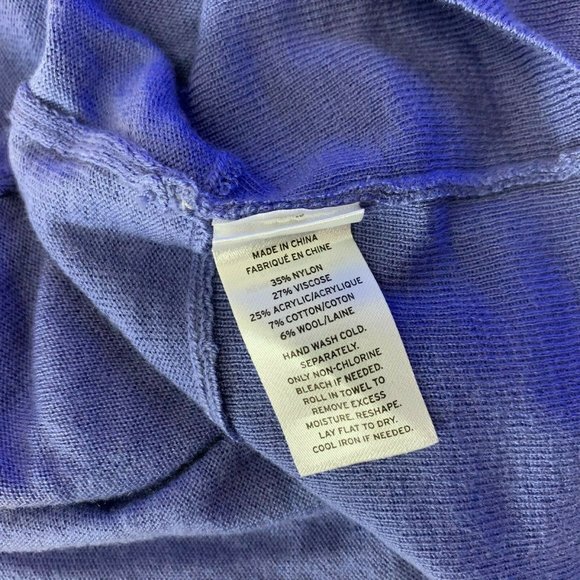 MADE IN CHINA
FABRIQUÉ EN CHINE
35% NYLON
27% VISCOSE
25% ACRYLIC/ACRYLIQUE
7% COTTON/COTON
6% WOOL/LAINE
HAND WASH COLD.
SEPARATELY.
ONLY NON-CHLORINE
BLEACH IF NEEDED.
ROLL IN TOWEL TO
REMOVE EXCESS
MOISTURE. RESHAPE.
LAY FLAT TO DRY.
COOL IRON IF NEEDED.